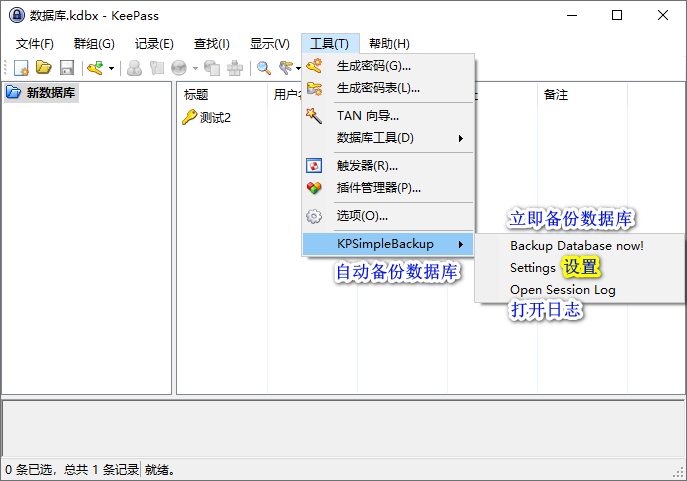 数据库.kdbx - KeePass
文件(F) 群组(G) 记录(E) 查找(I) 显示(V) 工具(T) 帮助(H)
新数据库
标题 用户 备注
测试2
生成密码(G)...
生成密码表(L)...
TAN 向导...
数据库工具(D)
触发器(R)...
插件管理器(P)...
选项(O)...
KPSimpleBackup
自动备份数据库
立即备份数据库
Backup Database now!
Settings 设置
Open Session Log
打开日志
0 条已选，总共 1 条记录 就绪。